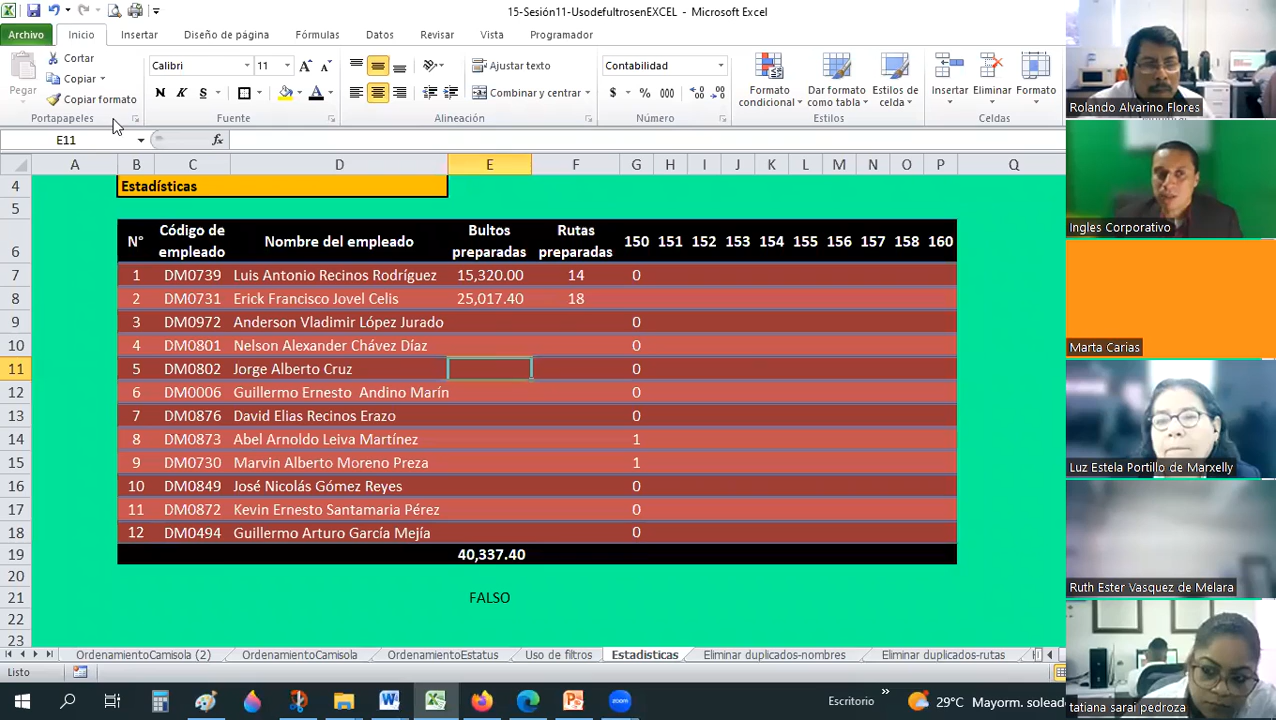 15-Sesión11-UsodefultrosenEXCEL - Microsoft Excel
Archivo Inicio Insertar Diseño de página Fórmulas Datos Revisar Vista Programador
Pegar Cortar Copiar Copiar formato
Calibri 11
N K S A A A
Ajustar texto
Combinar y centrar
Contabilidad
$ % 000
Formato condicional Dar formato como tabla Estilos de celda Insertar Eliminar Formato
Portapapeles Fuente Alineación Número Estilos Celdas
E11 fx
A B C D E F G H I J K L M N O P Q
4 Estadísticas
5
6 N° Código de empleado Nombre del empleado Bultos preparadas Rutas preparadas 150 151 152 153 154 155 156 157 158 160
7 1 DM0739 Luis Antonio Recinos Rodríguez 15,320.00 14 0
8 2 DM0731 Erick Francisco Jovel Celis 25,017.40 18
9 3 DM0972 Anderson Vladimir López Jurado 0
10 4 DM0801 Nelson Alexander Chávez Díaz 0
11 5 DM0802 Jorge Alberto Cruz 0
12 6 DM0006 Guillermo Ernesto Andino Marín 0
13 7 DM0876 David Elias Recinos Erazo 0
14 8 DM0873 Abel Arnoldo Leiva Martínez 1
15 9 DM0730 Marvin Alberto Moreno Preza 1
16 10 DM0849 José Nicolás Gómez Reyes 0
17 11 DM0872 Kevin Ernesto Santamaria Pérez 0
18 12 DM0494 Guillermo Arturo García Mejía 0
19 40,337.40
20
21 FALSO
22
23
OrdenamientoCamisola (2) OrdenamientoCamisola OrdenamientoEstatus Uso de filtros Estadisticas Eliminar duplicados-nombres Eliminar duplicados-rutas
Listo
Escritorio » 29°C Mayorm. soleado
Rolando Alvarino Flores
Ingles Corporativo
Marta Carias
Luz Estela Portillo de Marxelly
Ruth Ester Vasquez de Melara
tatiana sarai pedroza